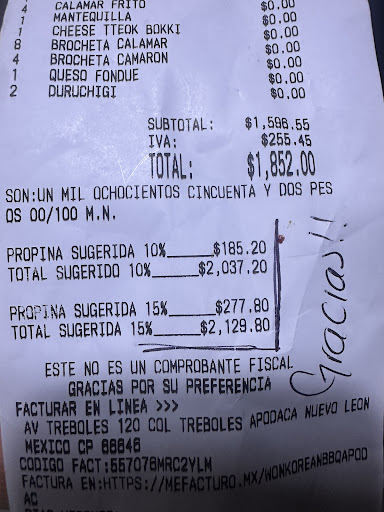 4 CALAMAR FRITO $0.00
1 MANTEQUILLA $0.00
1 CHEESE TTEOK BOKKI $0.00
8 BROCHETA CALAMAR $0.00
4 BROCHETA CAMARON $0.00
1 QUESO FONDUE $0.00
2 DURUCHIGI $0.00
SUBTOTAL: $1,596.55
IVA: $255.45
TOTAL: $1,852.00
SON:UN MIL OCHOCIENTOS CINCUENTA Y DOS PES
OS 00/100 M.N.
PROPINA SUGERIDA 10%_____$185.20
TOTAL SUGERIDO 10%____$2,037.20
PROPINA SUGERIDA 15%_____$277.80
TOTAL SUGERIDO 15%____$2,129.80
Gracias!!
ESTE NO ES UN COMPROBANTE FISCAL
GRACIAS POR SU PREFERENCIA
FACTURAR EN LINEA >>>
AV TREBOLES 120 COL TREBOLES APODACA NUEVO LEON
MEXICO CP 66646
CODIGO FACT:557076MRC2YLM
FACTURA EN:HTTPS://MEFACTURO.MX/WONKOREANBBQAPOD
AC